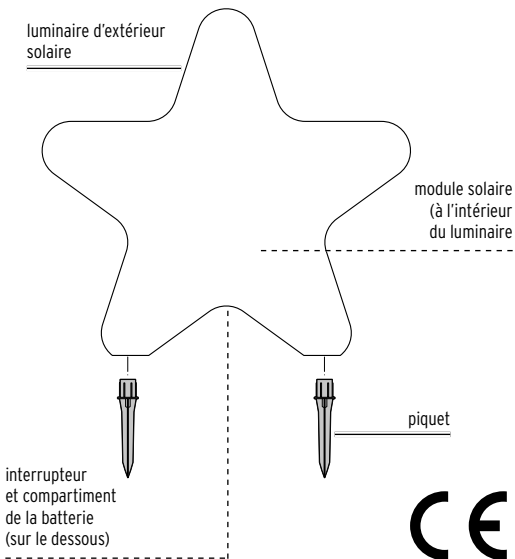 luminaire d'extérieur
solaire
module solaire
(à l'intérieur
du luminaire
piquet
interrupteur
et compartiment
de la batterie
(sur le dessous)
CE